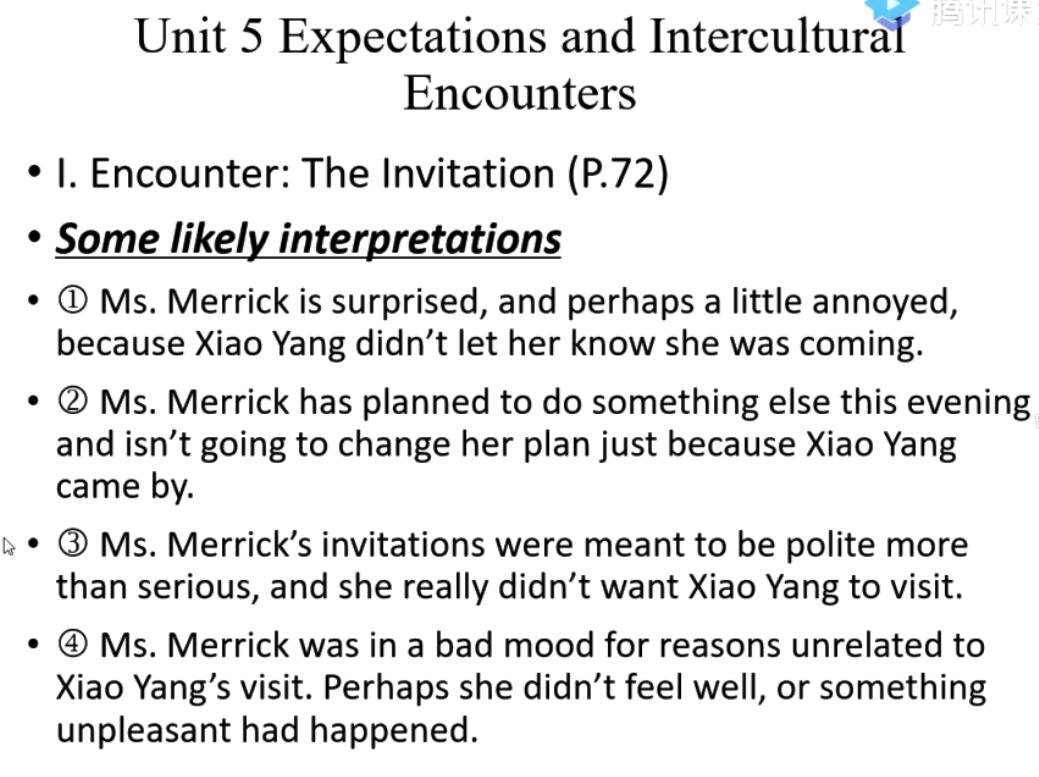 腾讯课
Unit 5 Expectations and Intercultural
Encounters
• I. Encounter: The Invitation (P.72)
• Some likely interpretations
• ① Ms. Merrick is surprised, and perhaps a little annoyed,
because Xiao Yang didn’t let her know she was coming.
• ② Ms. Merrick has planned to do something else this evening
and isn’t going to change her plan just because Xiao Yang
came by.
• ③ Ms. Merrick’s invitations were meant to be polite more
than serious, and she really didn’t want Xiao Yang to visit.
• ④ Ms. Merrick was in a bad mood for reasons unrelated to
Xiao Yang’s visit. Perhaps she didn’t feel well, or something
unpleasant had happened.